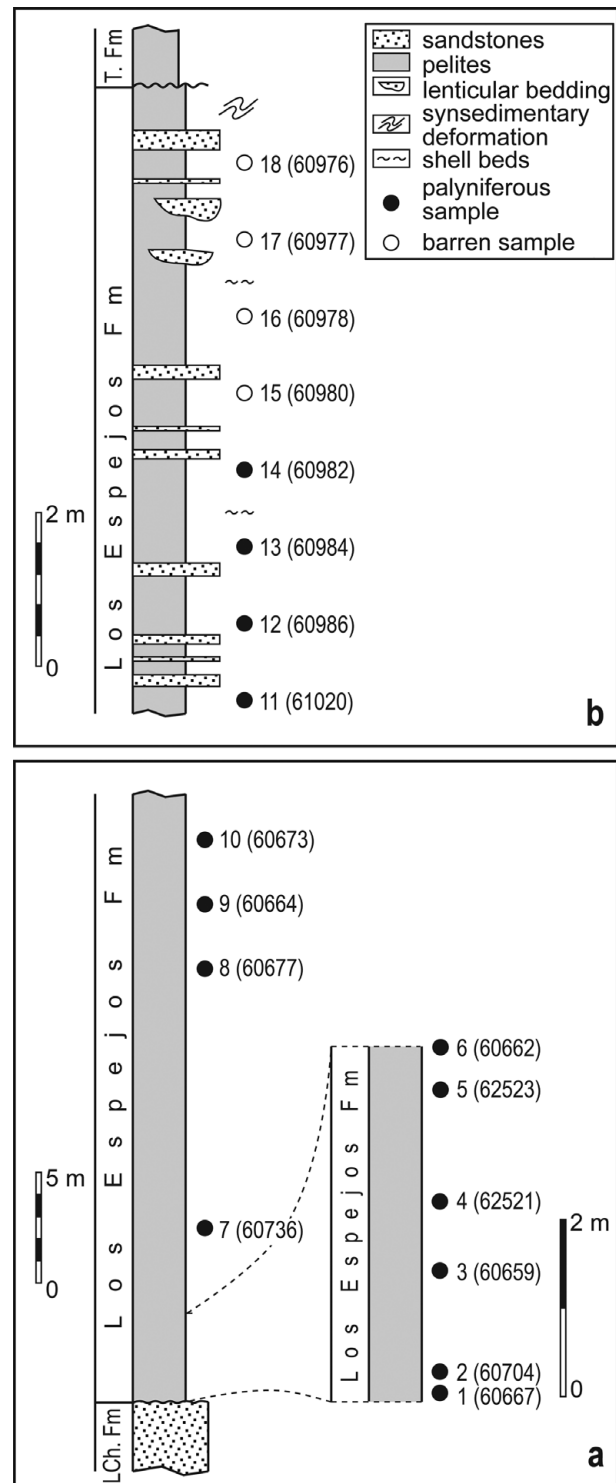 T. Fm
Los Espejos Fm
2 m
0
sandstones
pelites
lenticular bedding
synsedimentary
deformation
shell beds
palyniferous
sample
barren sample
18 (60976)
17 (60977)
16 (60978)
15 (60980)
14 (60982)
13 (60984)
12 (60986)
11 (61020)
b
Los Espejos Fm
LCh. Fm
5 m
0
10 (60673)
9 (60664)
8 (60677)
7 (60736)
Los Espejos Fm
6 (60662)
5 (62523)
4 (62521)
3 (60659)
2 (60704)
1 (60667)
2 m
0
a